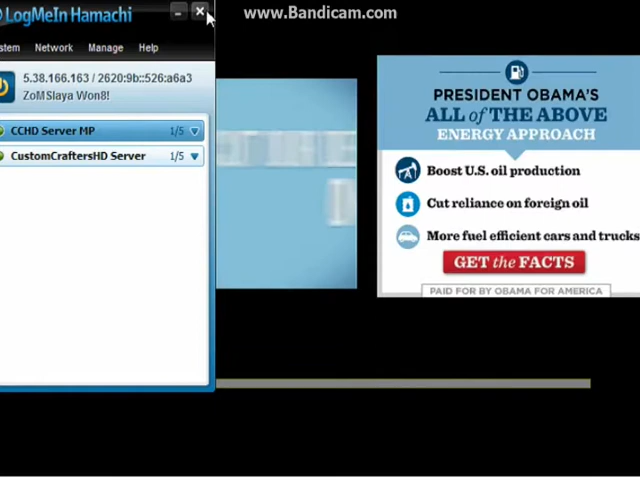 LogMeIn Hamachi
www.Bandicam.com
stem Network Manage Help
5.38.166.163 / 2620:9b::526:a6a3
ZoMSlaya Won8!
CCHD Server MP 1/5
CustomCraftersHD Server 1/5
PRESIDENT OBAMA'S
ALL of THE ABOVE
ENERGY APPROACH
Boost U.S. oil production
Cut reliance on foreign oil
More fuel efficient cars and trucks
GET the FACTS
PAID FOR BY OBAMA FOR AMERICA